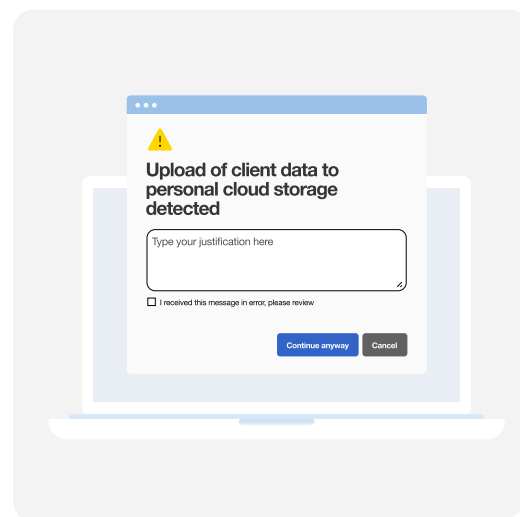 Upload of client data to
personal cloud storage
detected
Type your justification here
I received this message in error, please review
Continue anyway Cancel